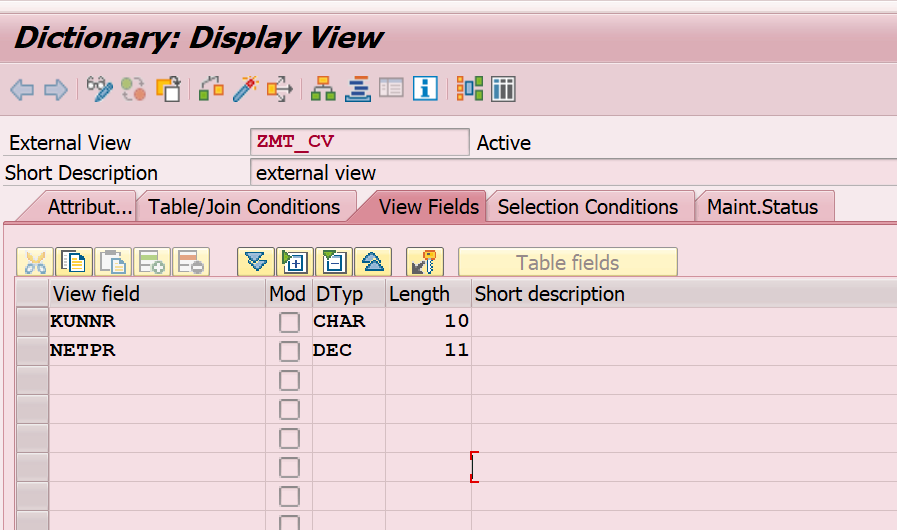 Dictionary: Display View
External View ZMT_CV Active
Short Description external view
Attribut... Table/Join Conditions View Fields Selection Conditions Maint.Status
Table fields
View field Mod DTyp Length Short description
KUNNR CHAR 10
NETPR DEC 11